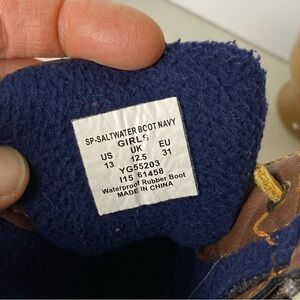 SP-SALTWATER BOOT NAVY
GIRLS
US UK EU
13 12.5 31
YG55203
I15 61458
Waterproof Rubber Boot
MADE IN CHINA